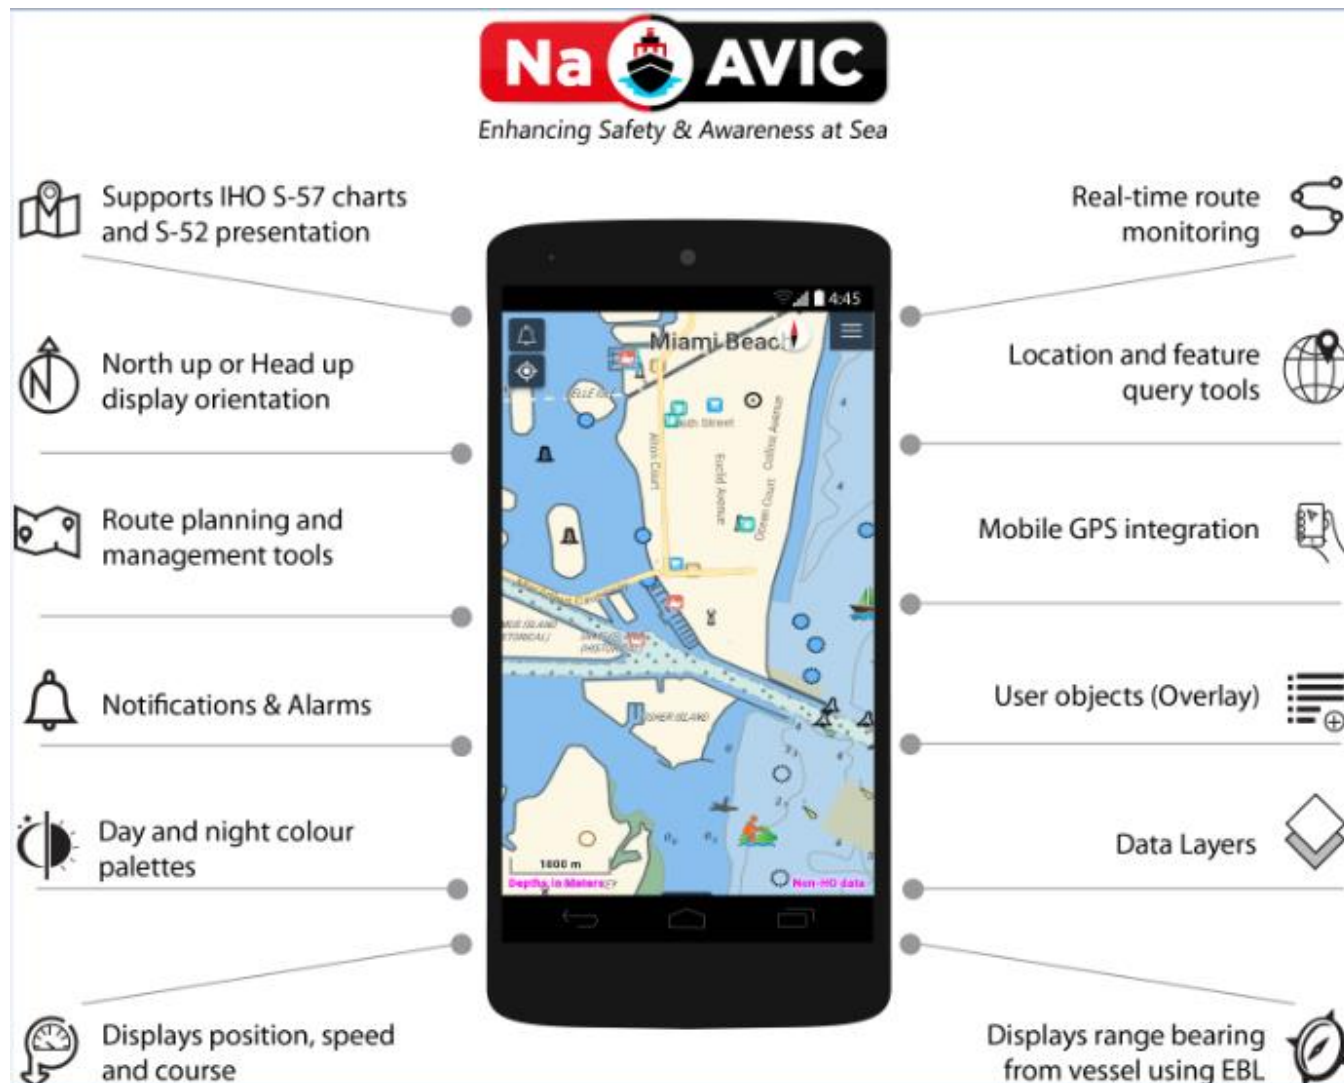 Na AVIC
Enhancing Safety & Awareness at Sea
Supports IHO S-57 charts
and S-52 presentation
North up or Head up
display orientation
Route planning and
management tools
Notifications & Alarms
Day and night colour
palettes
Displays position, speed
and course
4:45
Miami Beach
Alton Court
Street
Euclid Avenue
Collins Avenue
Ocean Court
1000 m
Depths in Meters
Non-HO data
Real-time route
monitoring
Location and feature
query tools
Mobile GPS integration
User objects (Overlay)
Data Layers
Displays range bearing
from vessel using EBL